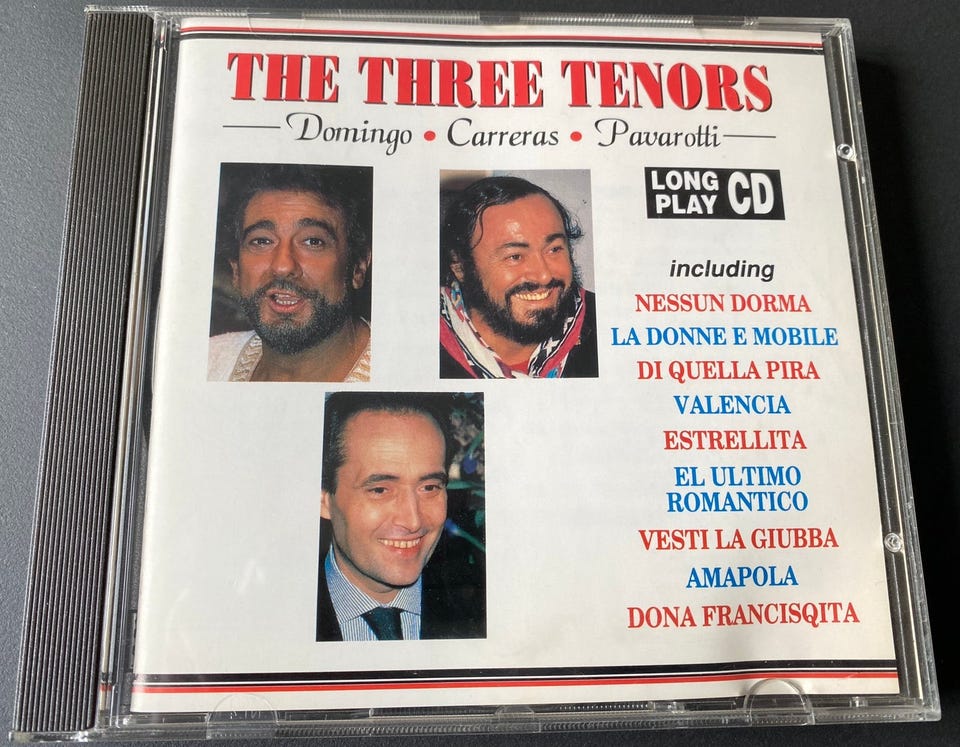 THE THREE TENORS
Domingo • Carreras • Pavarotti
LONG PLAY CD
including
NESSUN DORMA
LA DONNE E MOBILE
DI QUELLA PIRA
VALENCIA
ESTRELLITA
EL ULTIMO
ROMANTICO
VESTI LA GIUBBA
AMAPOLA
DONA FRANCISQITA